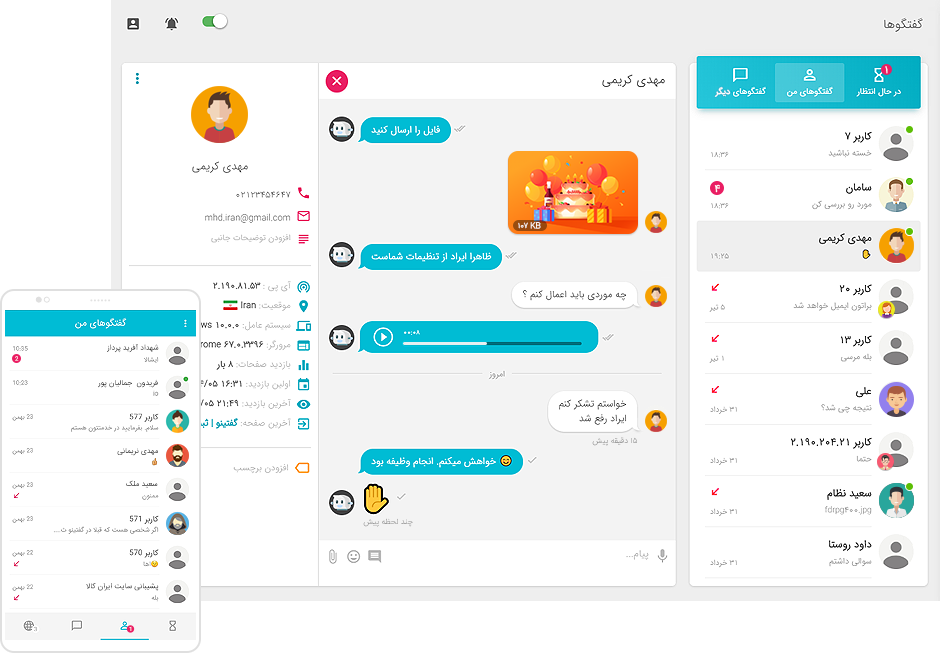 گفتگوها
در حال انتظار
۱
گفتگوهای من
گفتگوهای دیگر
کاربر ۷
خسته نباشید
۱۸:۳۶
سامان
مورد رو بررسی کن
۴
۱۸:۳۶
مهدی کریمی
۱۹:۲۵
کاربر ۲۰
براتون ایمیل خواهد شد
۵ تیر
کاربر ۱۳
بله مرسی
۱ تیر
علی
نتیجه چی شد؟
۳۱ خرداد
کاربر ۲.۱۹۰.۲۰۴.۲۱
حتما
۳۱ خرداد
سعید نظام
fdrpg۴۰۰.jpg
۳۱ خرداد
داود روستا
سوالی داشتم
۳۱ خرداد
مهدی کریمی
فایل را ارسال کنید
۱۰۷ KB
ظاهرا ایراد از تنظیمات شماست
چه موردی باید اعمال کنم ؟
۰۰:۰۸
امروز
خواستم تشکر کنم
ایراد رفع شد
۱۵ دقیقه پیش
خواهش میکنم. انجام وظیفه بود
چند لحظه پیش
پیام...
مهدی کریمی
۰۲۱۲۳۴۵۴۶۴۷
mhd.iran@gmail.com
افزودن توضیحات جانبی
آی پی : ۲.۱۹۰.۸۱.۵۳
موقعیت: Iran
سیستم عامل: ws ۱۰.۰.۰
مرورگر: rome ۶۷.۰.۳۳۹۶
بازدید صفحات: ۸ بار
اولین بازدید: ۱۶:۳۱ ۰۵/
آخرین بازدید: ۲۱:۴۹ ۰۵/
آخرین صفحه: گفتینو |
افزودن برچسب
گفتگوهای من
شهداد آفرید پرداز
ایشالا
10:35
2
فریدون جمالیان پور
10:23
کاربر 577
سلام. بفرمایید در خدمتتون هستم
23 بهمن
مهدی نریمانی
23 بهمن
سعید ملک
ممنون
23 بهمن
کاربر 571
اگر شخصی هست که قبلا در گفتینو ت....
23 بهمن
کاربر 570
اها
22 بهمن
پشتیبانی سایت ایران کالا
بله
22 بهمن
1
3